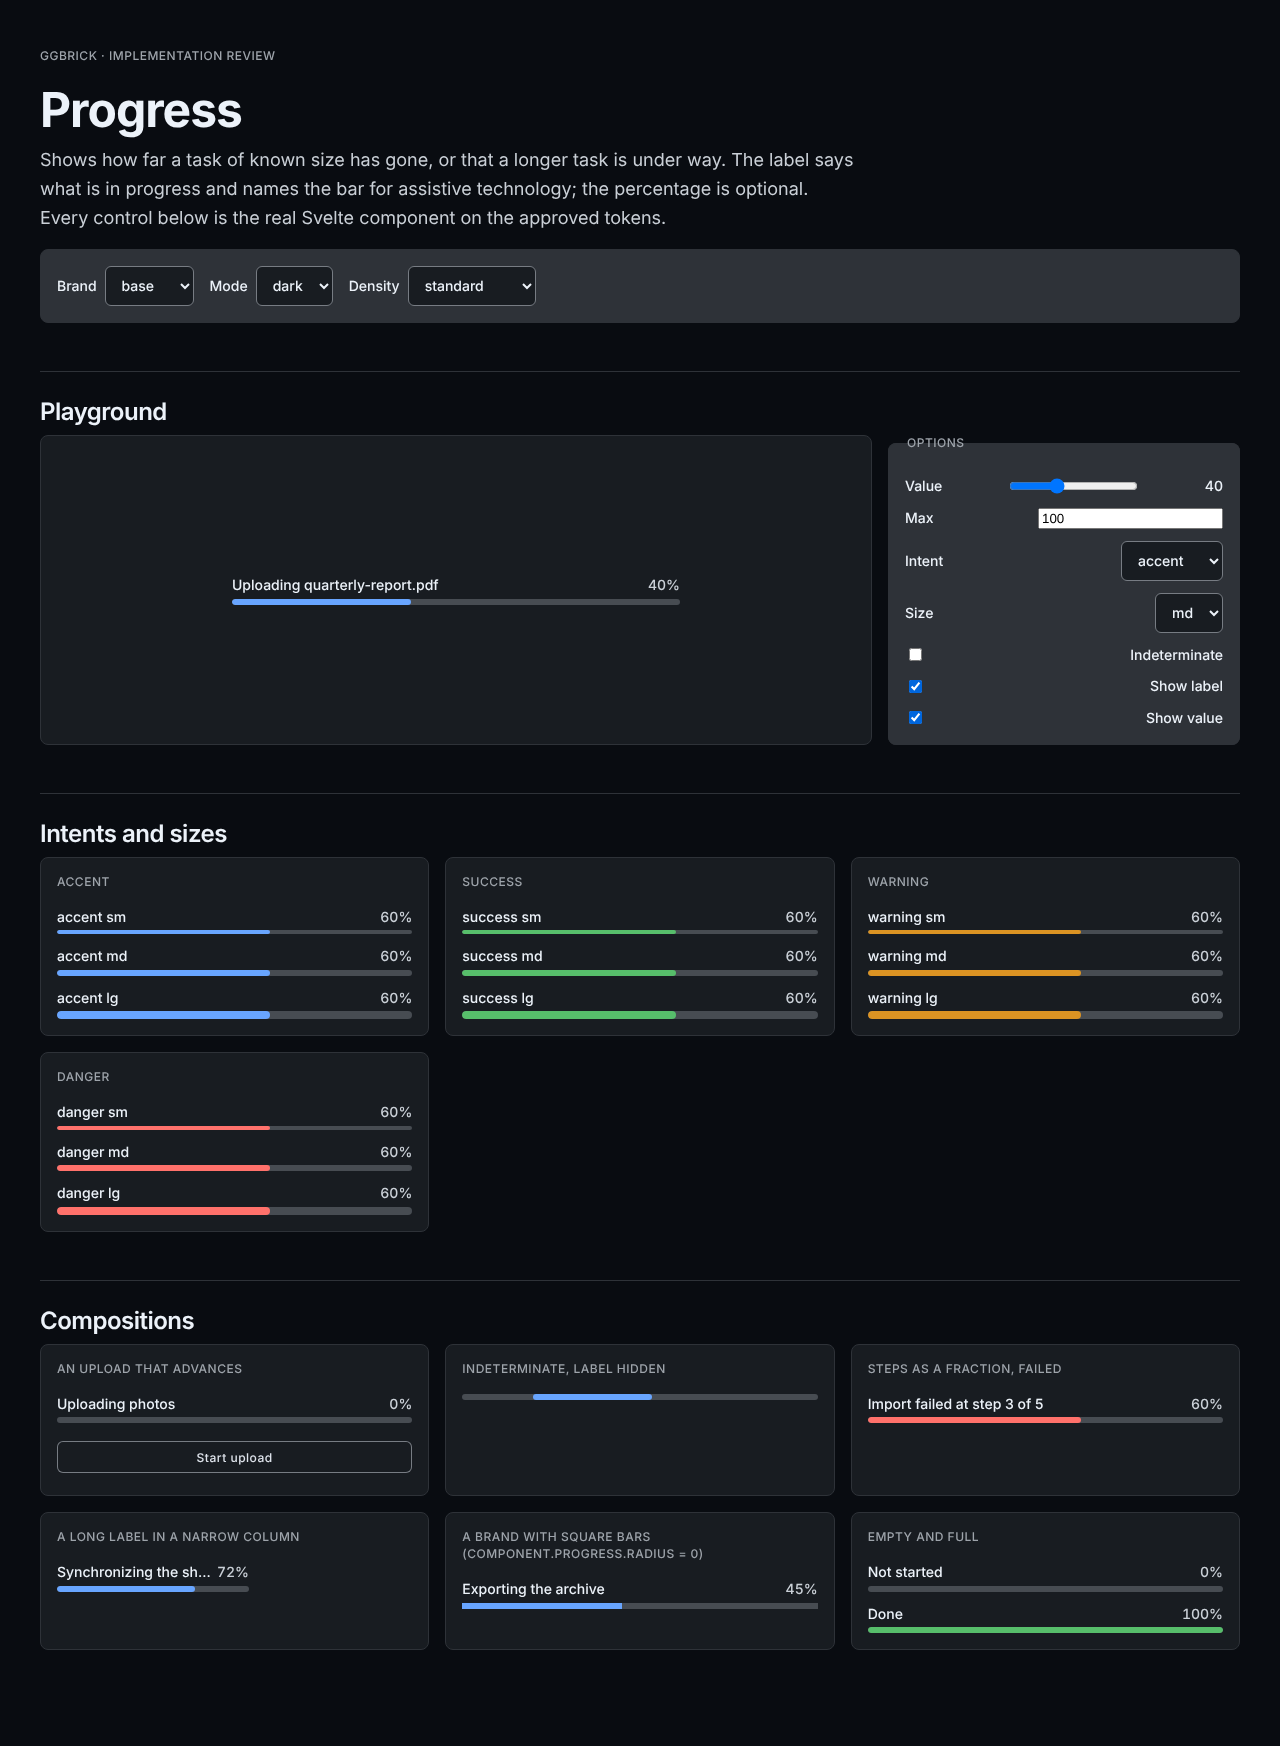 GGBRICK · IMPLEMENTATION REVIEW
Progress
Shows how far a task of known size has gone, or that a longer task is under way. The label says
what is in progress and names the bar for assistive technology; the percentage is optional.
Every control below is the real Svelte component on the approved tokens.
Brand base Mode dark Density standard
Playground
Uploading quarterly-report.pdf 40%
OPTIONS
Value 40
Max 100
Intent accent
Size md
Indeterminate
Show label
Show value
Intents and sizes
ACCENT
accent sm 60%
accent md 60%
accent lg 60%
SUCCESS
success sm 60%
success md 60%
success lg 60%
WARNING
warning sm 60%
warning md 60%
warning lg 60%
DANGER
danger sm 60%
danger md 60%
danger lg 60%
Compositions
AN UPLOAD THAT ADVANCES
Uploading photos 0%
Start upload
INDETERMINATE, LABEL HIDDEN
STEPS AS A FRACTION, FAILED
Import failed at step 3 of 5 60%
A LONG LABEL IN A NARROW COLUMN
Synchronizing the sh... 72%
A BRAND WITH SQUARE BARS
(COMPONENT.PROGRESS.RADIUS = 0)
Exporting the archive 45%
EMPTY AND FULL
Not started 0%
Done 100%